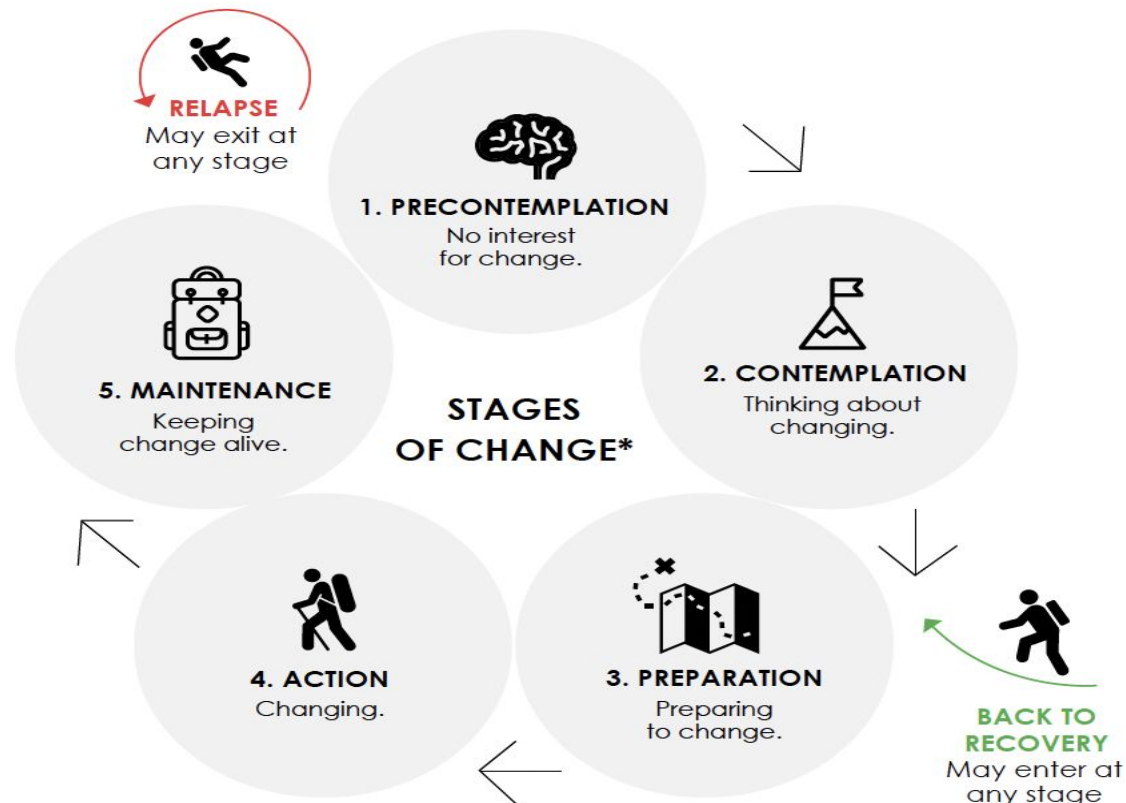 RELAPSE
May exit at
any stage
1. PRECONTEMPLATION
No interest
for change.
2. CONTEMPLATION
Thinking about
changing.
5. MAINTENANCE
Keeping
change alive.
STAGES
OF CHANGE*
4. ACTION
Changing.
3. PREPARATION
Preparing
to change.
BACK TO
RECOVERY
May enter at
any stage